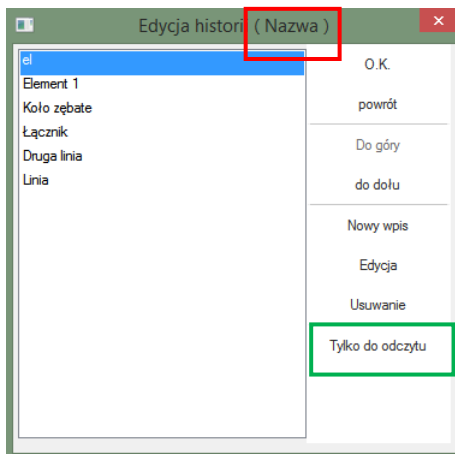 Edycja histori ( Nazwa )
el
Element 1
Koło zębate
Łącznik
Druga linia
Linia
O.K.
powrót
Do góry
do dołu
Nowy wpis
Edycja
Usuwanie
Tylko do odczytu